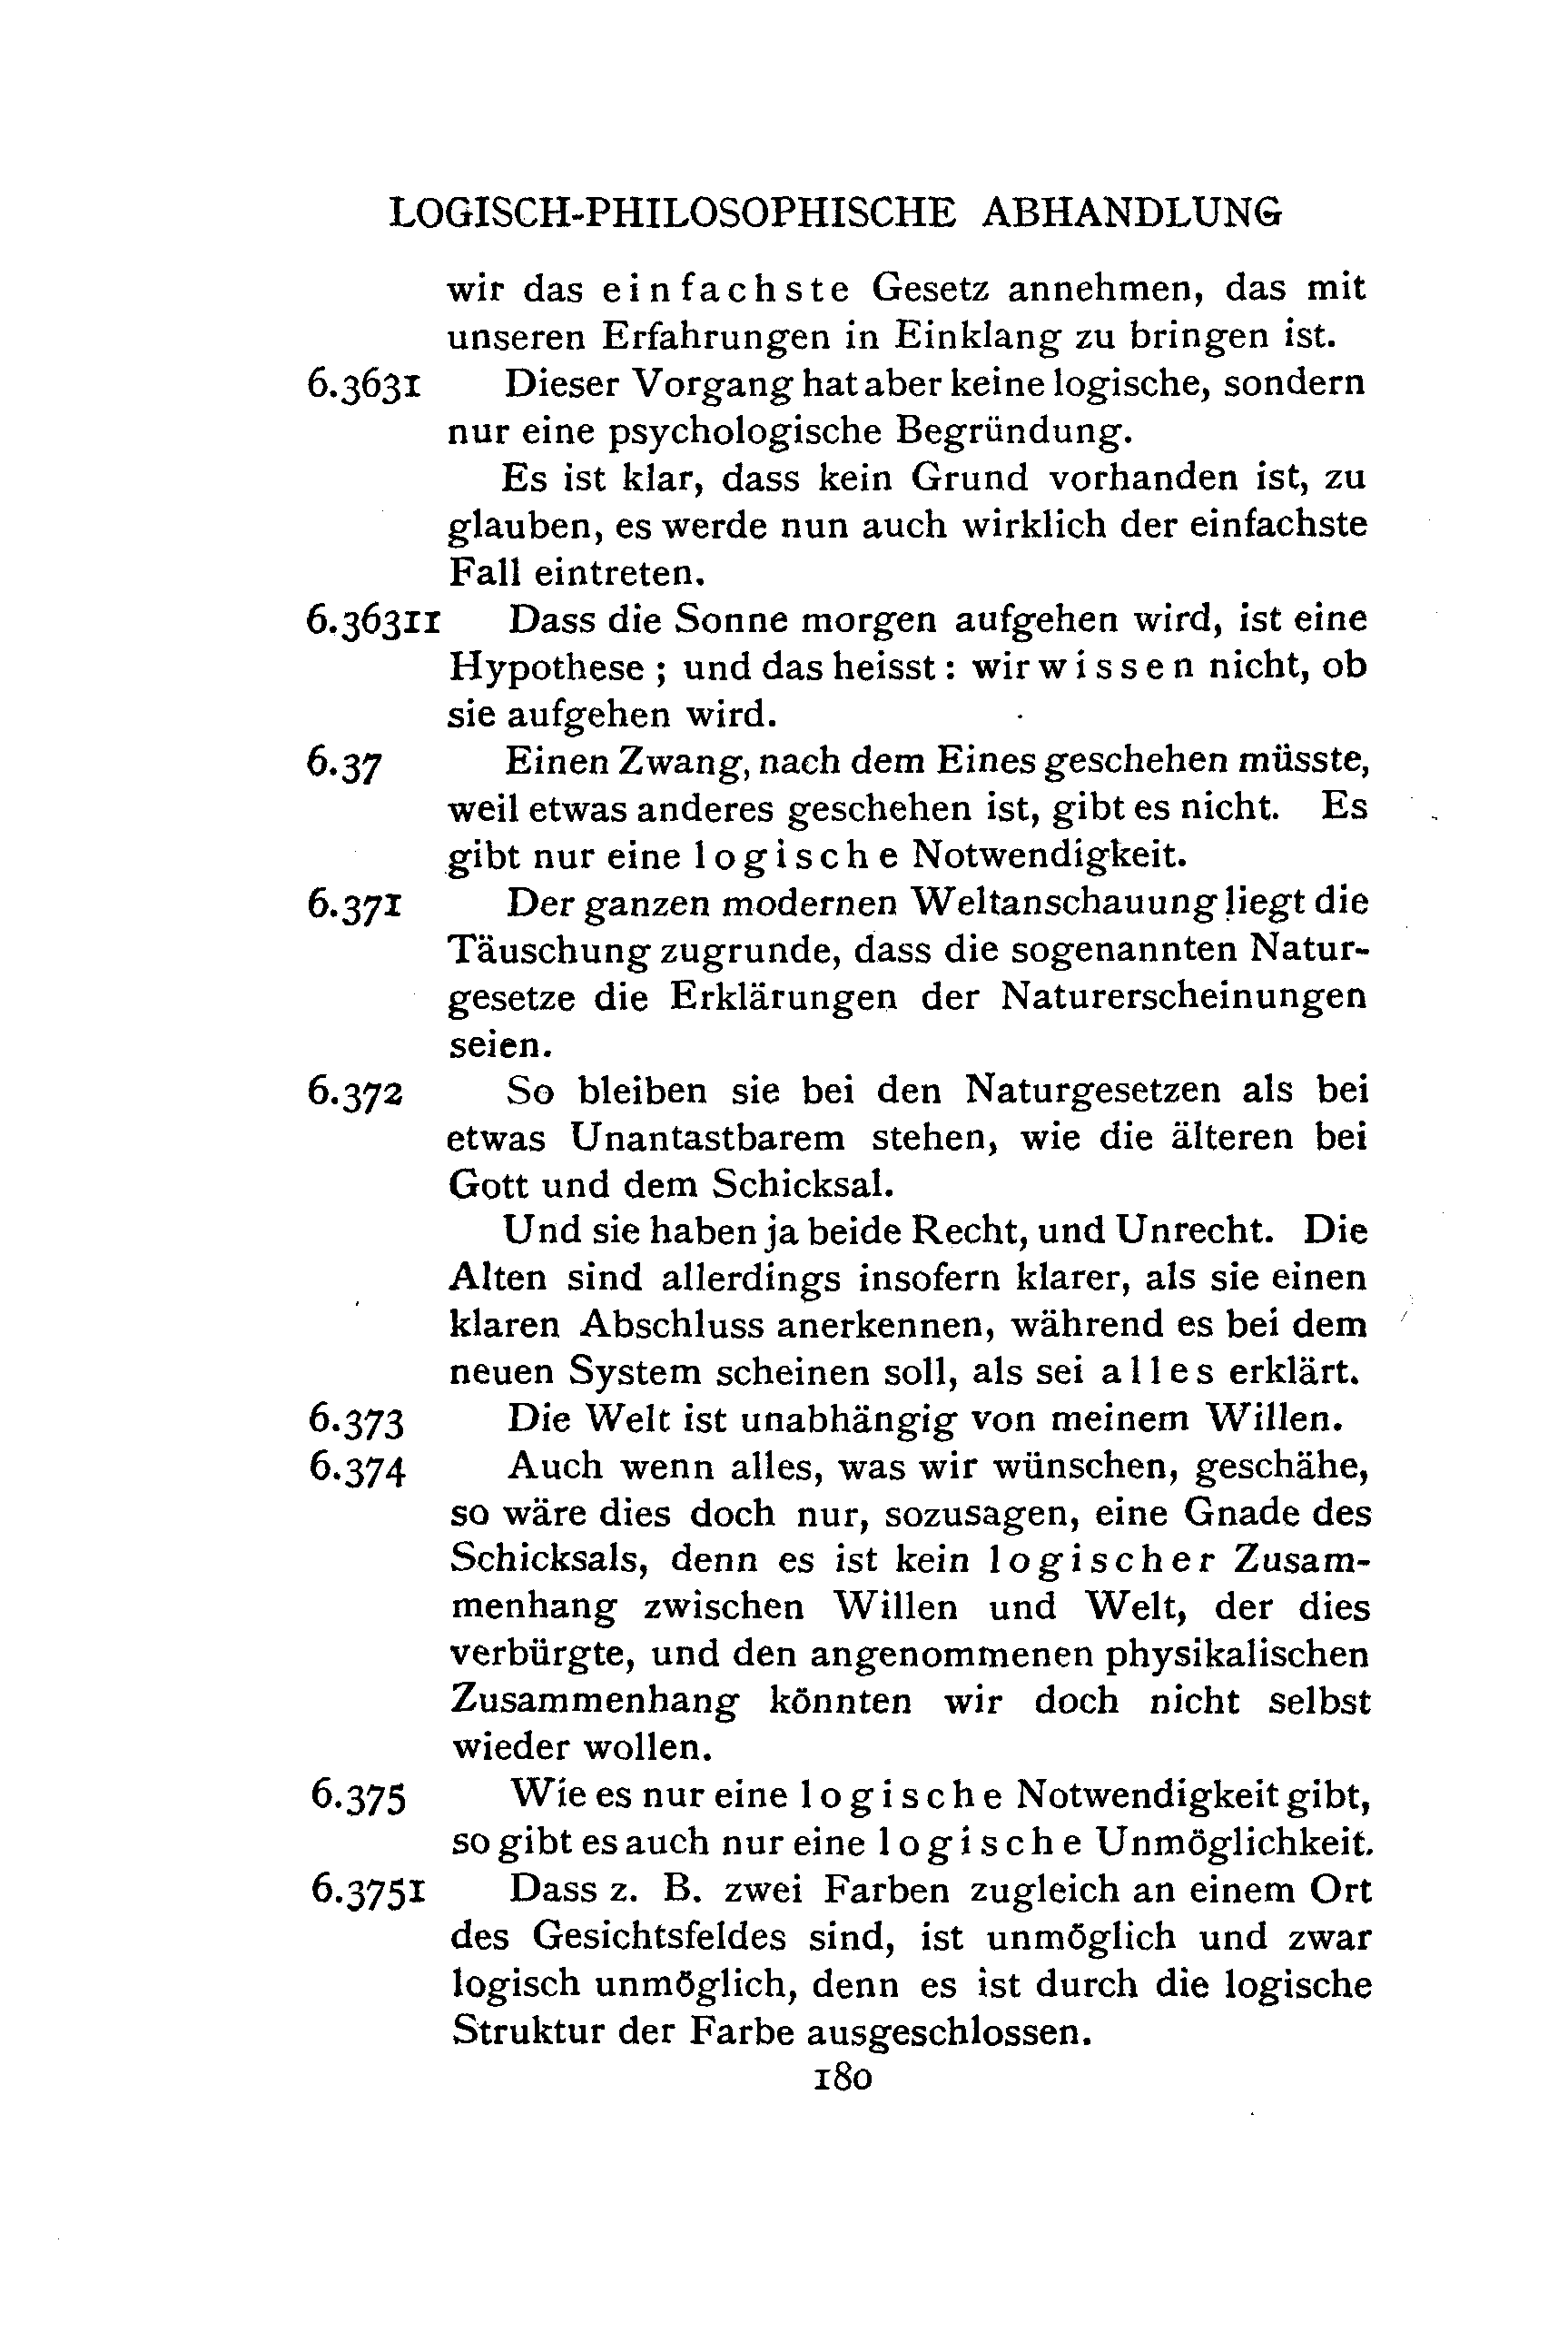 LOGISCH-PHILOSOPHISCHE ABHANDLUNG
wir das einfachste Gesetz annehmen, das mit
unseren Erfahrungen in Einklang zu bringen ist.
6.3631 Dieser Vorgang hat aber keine logische, sondern
nur eine psychologische Begründung.
Es ist klar, dass kein Grund vorhanden ist, zu
glauben, es werde nun auch wirklich der einfachste
Fall eintreten.
6.36311 Dass die Sonne morgen aufgehen wird, ist eine
Hypothese ; und das heisst : wir wissen nicht, ob
sie aufgehen wird.
6.37 Einen Zwang, nach dem Eines geschehen müsste,
weil etwas anderes geschehen ist, gibt es nicht. Es
gibt nur eine logische Notwendigkeit.
6.371 Der ganzen modernen Weltanschauung liegt die
Täuschung zugrunde, dass die sogenannten Natur-
gesetze die Erklärungen der Naturerscheinungen
seien.
6.372 So bleiben sie bei den Naturgesetzen als bei
etwas Unantastbarem stehen, wie die älteren bei
Gott und dem Schicksal.
Und sie haben ja beide Recht, und Unrecht. Die
Alten sind allerdings insofern klarer, als sie einen
klaren Abschluss anerkennen, während es bei dem
neuen System scheinen soll, als sei alles erklärt.
6.373 Die Welt ist unabhängig von meinem Willen.
6.374 Auch wenn alles, was wir wünschen, geschähe,
so wäre dies doch nur, sozusagen, eine Gnade des
Schicksals, denn es ist kein logischer Zusam-
menhang zwischen Willen und Welt, der dies
verbürgte, und den angenommenen physikalischen
Zusammenhang könnten wir doch nicht selbst
wieder wollen.
6.375 Wie es nur eine logische Notwendigkeit gibt,
so gibt es auch nur eine logische Unmöglichkeit.
6.3751 Dass z. B. zwei Farben zugleich an einem Ort
des Gesichtsfeldes sind, ist unmöglich und zwar
logisch unmöglich, denn es ist durch die logische
Struktur der Farbe ausgeschlossen.
180